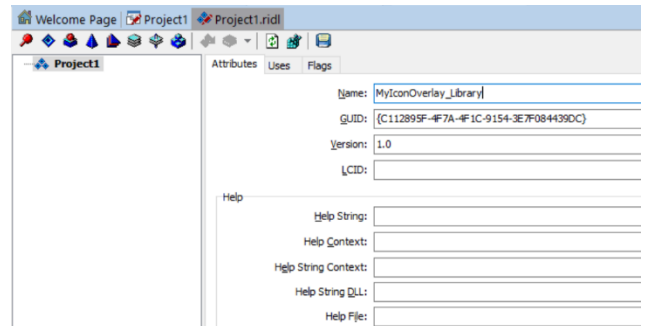 Welcome Page Project1 Project1.ridl
Project1
Attributes Uses Flags
Name: MyIconOverlay_Library
GUID: {C112895F-4F7A-4F1C-9154-3E7F084439DC}
Version: 1.0
LCID:
Help
Help String:
Help Context:
Help String Context:
Help String DLL:
Help File: